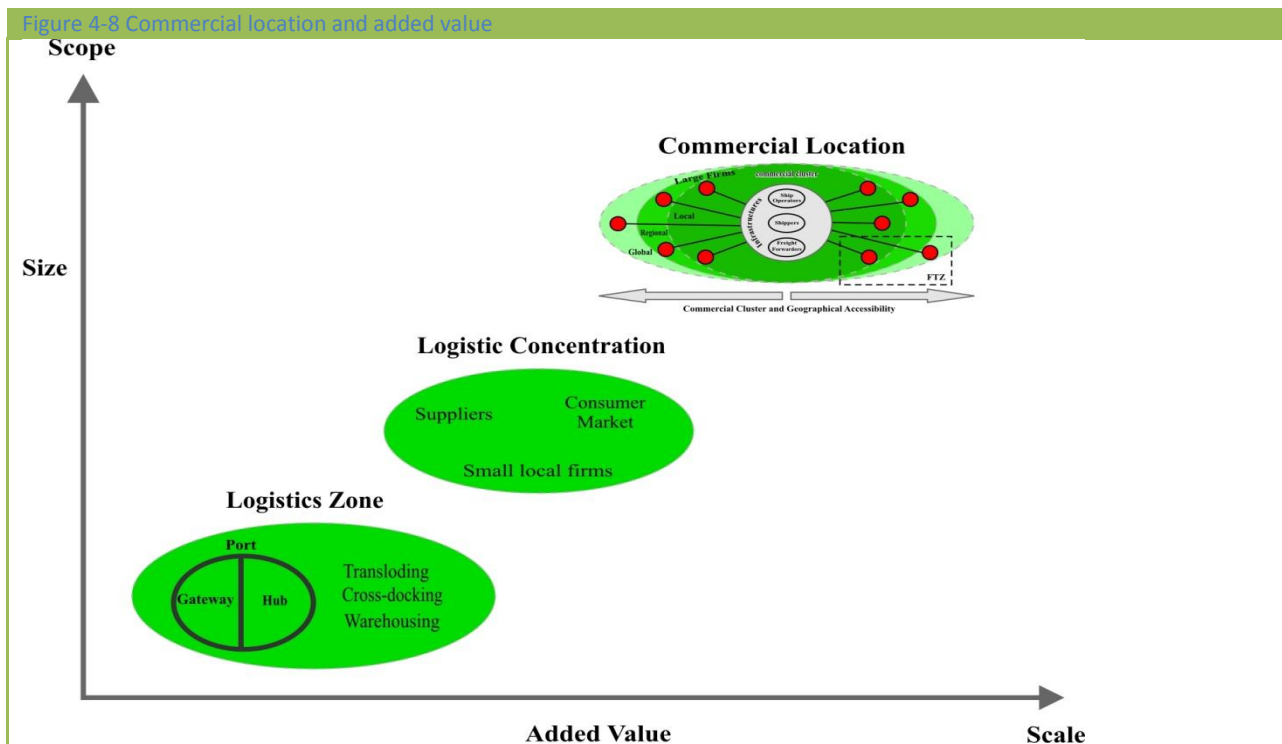 Figure 4-8 Commercial location and added value
Scope
Commercial Location
Large Firms
commercial cluster
Ship
Operators
Infrastructures
Local
Shippers
Regional
Freight
Forwarders
Global
FTZ
Size
Commercial Cluster and Geographical Accessibility
Logistic Concentration
Suppliers
Consumer
Market
Small local firms
Logistics Zone
Port
Gateway
Hub
Transloding
Cross-docking
Warehousing
Added Value
Scale